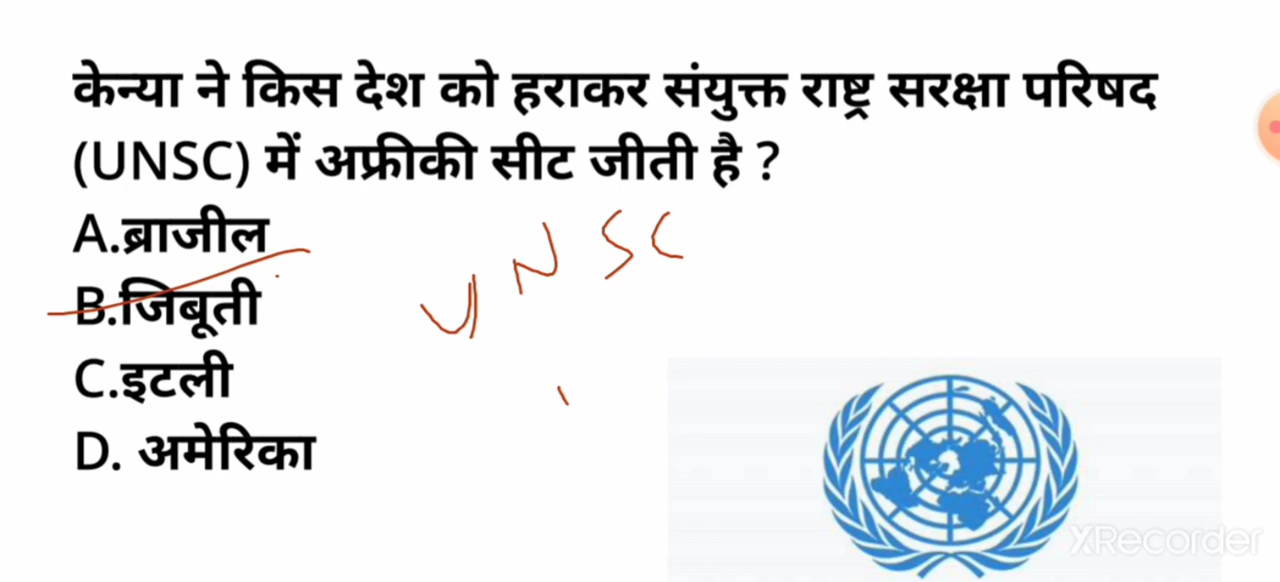 केन्या ने किस देश को हराकर संयुक्त राष्ट्र सरक्षा परिषद
(UNSC) में अफ्रीकी सीट जीती है ?
A.ब्राजील
UNSC
B.जिबूती
C.इटली
D. अमेरिका
XRecorder